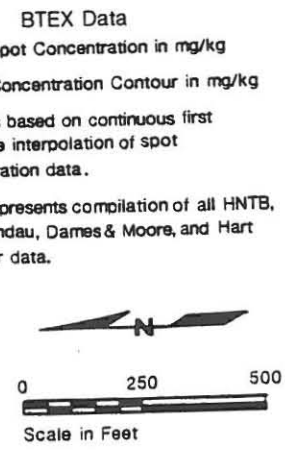 BTEX Data
pot Concentration in mg/kg
Concentration Contour in mg/kg
based on continuous first
interpolation of spot
ation data.
presents compilation of all HNTB,
ndau, Dames & Moore, and Hart
r data.
N
0 250 500
Scale in Feet